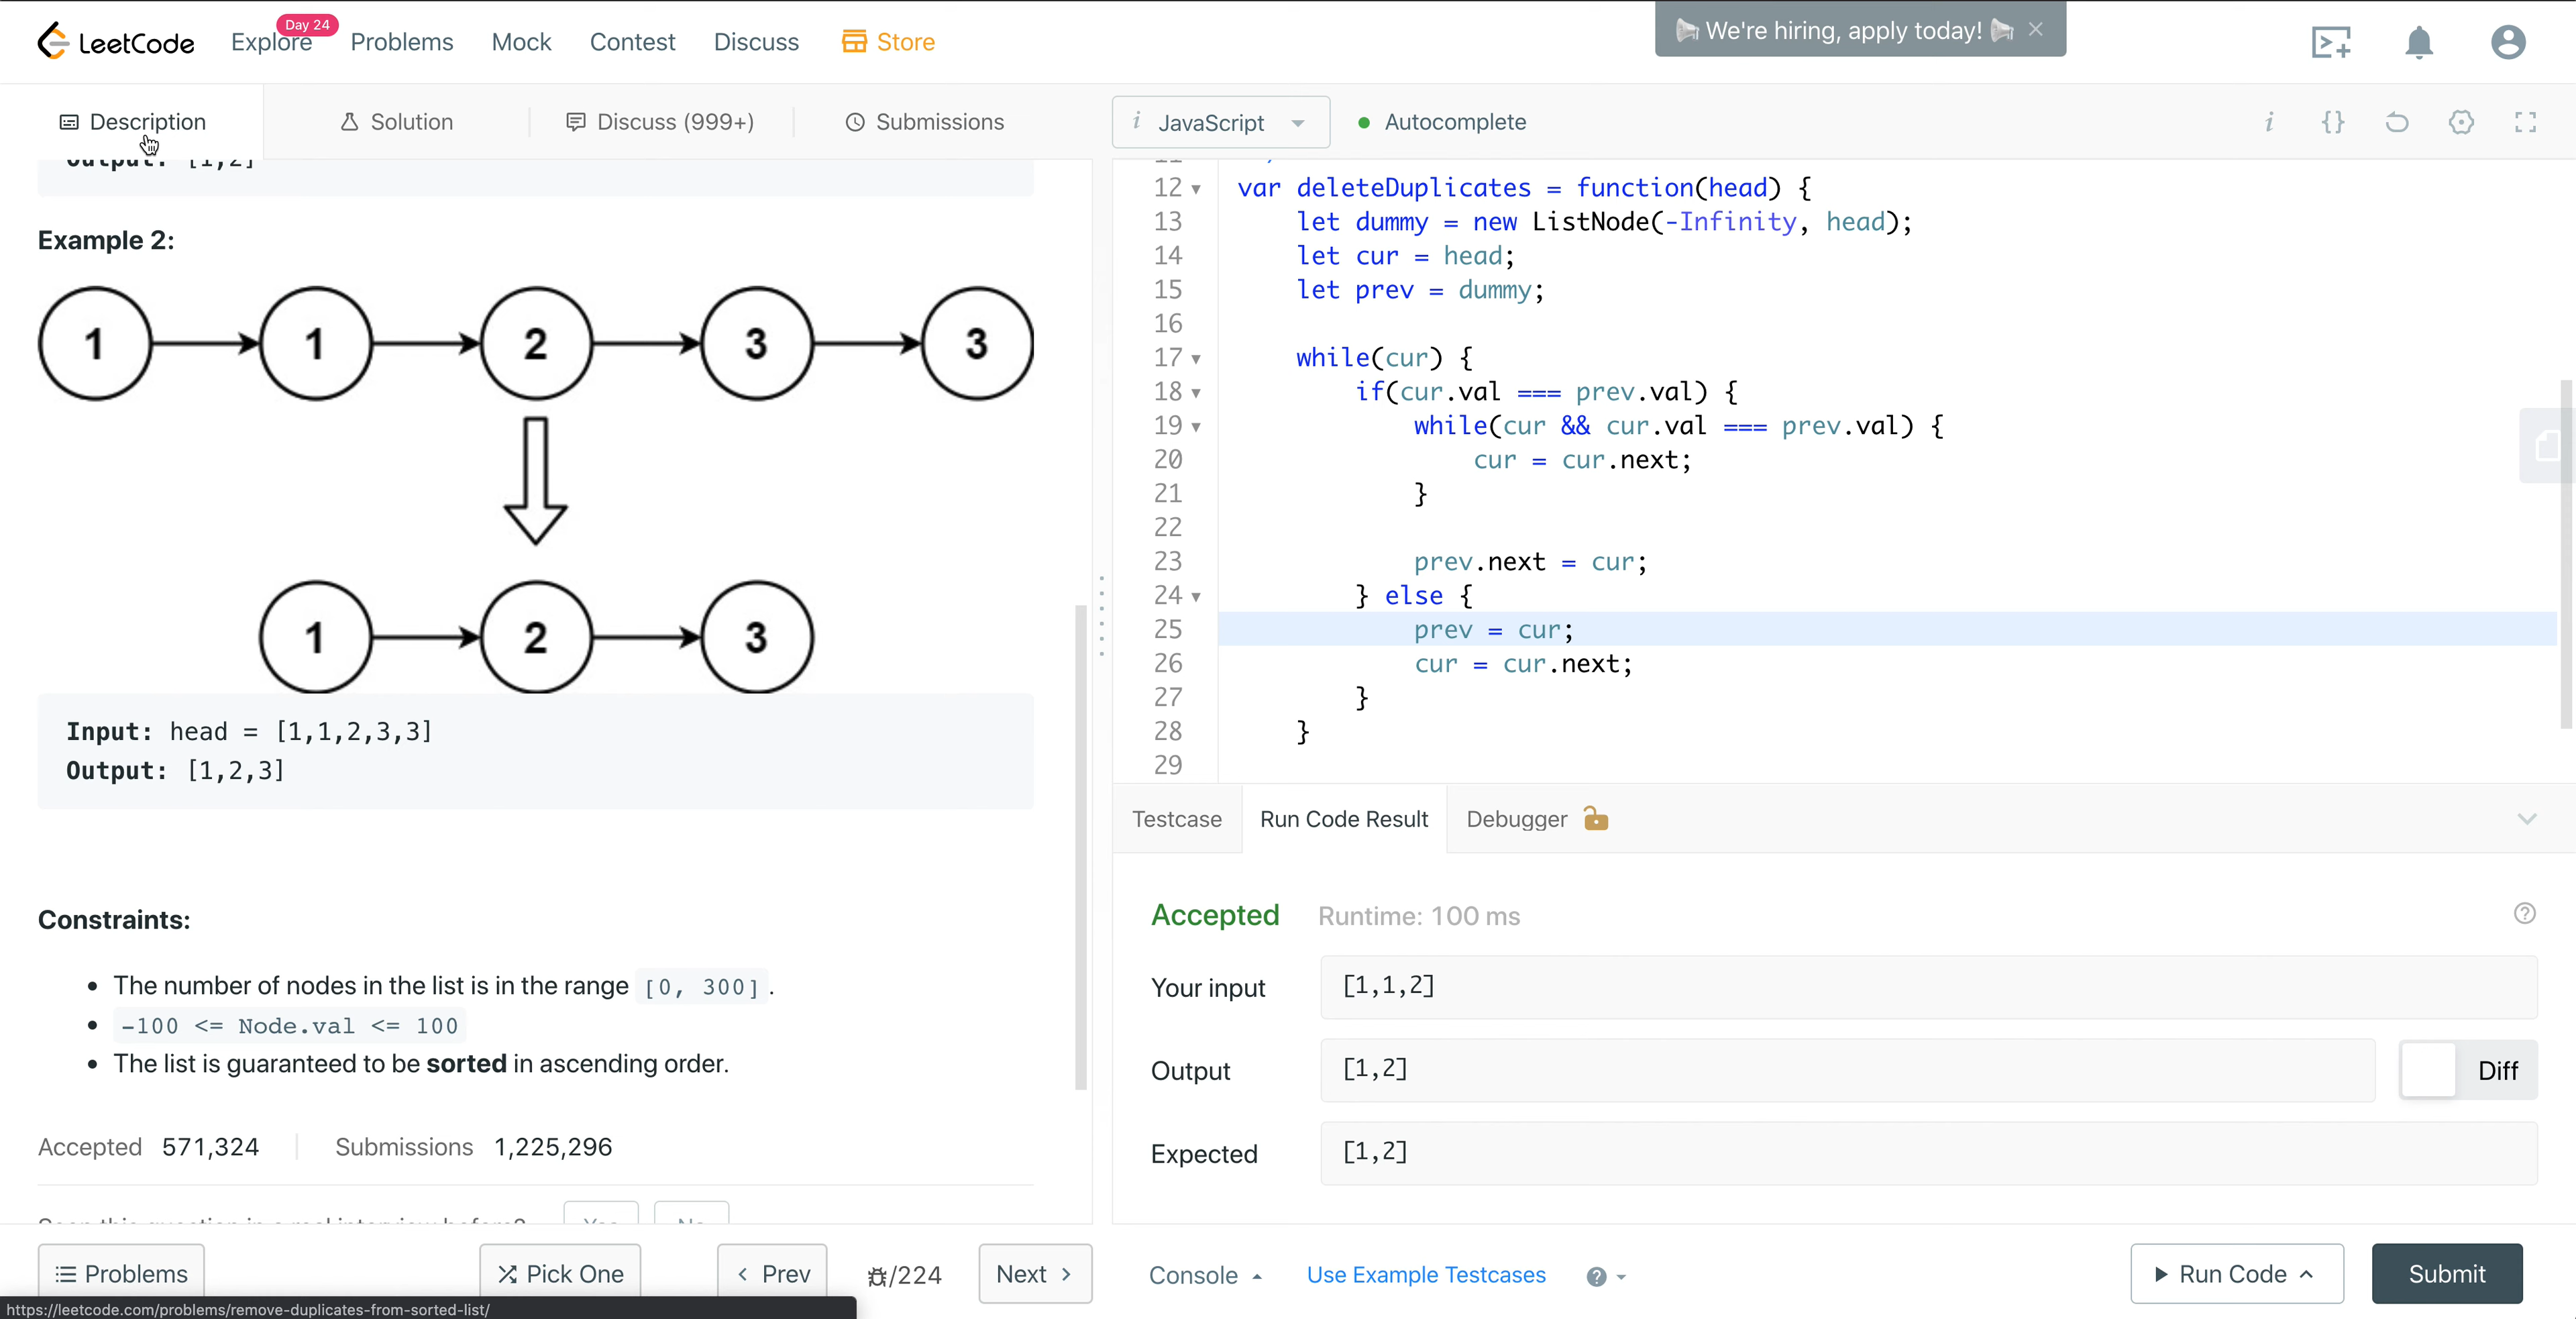 LeetCode
Explore
Day 24
Problems
Mock
Contest
Discuss
Store
We're hiring, apply today!
Description
Solution
Discuss (999+)
Submissions
Output: [1,2]
Example 2:
1 1 2 3 3
1 2 3
Input: head = [1,1,2,3,3]
Output: [1,2,3]
Constraints:
The number of nodes in the list is in the range [0, 300].
-100 <= Node.val <= 100
The list is guaranteed to be sorted in ascending order.
Accepted 571,324
Submissions 1,225,296
Problems
Pick One
Prev
/224
Next
https://leetcode.com/problems/remove-duplicates-from-sorted-list/
i JavaScript
Autocomplete
i {}
12 var deleteDuplicates = function(head) {
13 let dummy = new ListNode(-Infinity, head);
14 let cur = head;
15 let prev = dummy;
16
17 while(cur) {
18 if(cur.val === prev.val) {
19 while(cur && cur.val === prev.val) {
20 cur = cur.next;
21 }
22
23 prev.next = cur;
24 } else {
25 prev = cur;
26 cur = cur.next;
27 }
28 }
29
Testcase
Run Code Result
Debugger
Accepted Runtime: 100 ms
?
Your input [1,1,2]
Output [1,2]
Diff
Expected [1,2]
Console
Use Example Testcases
?
Run Code
Submit